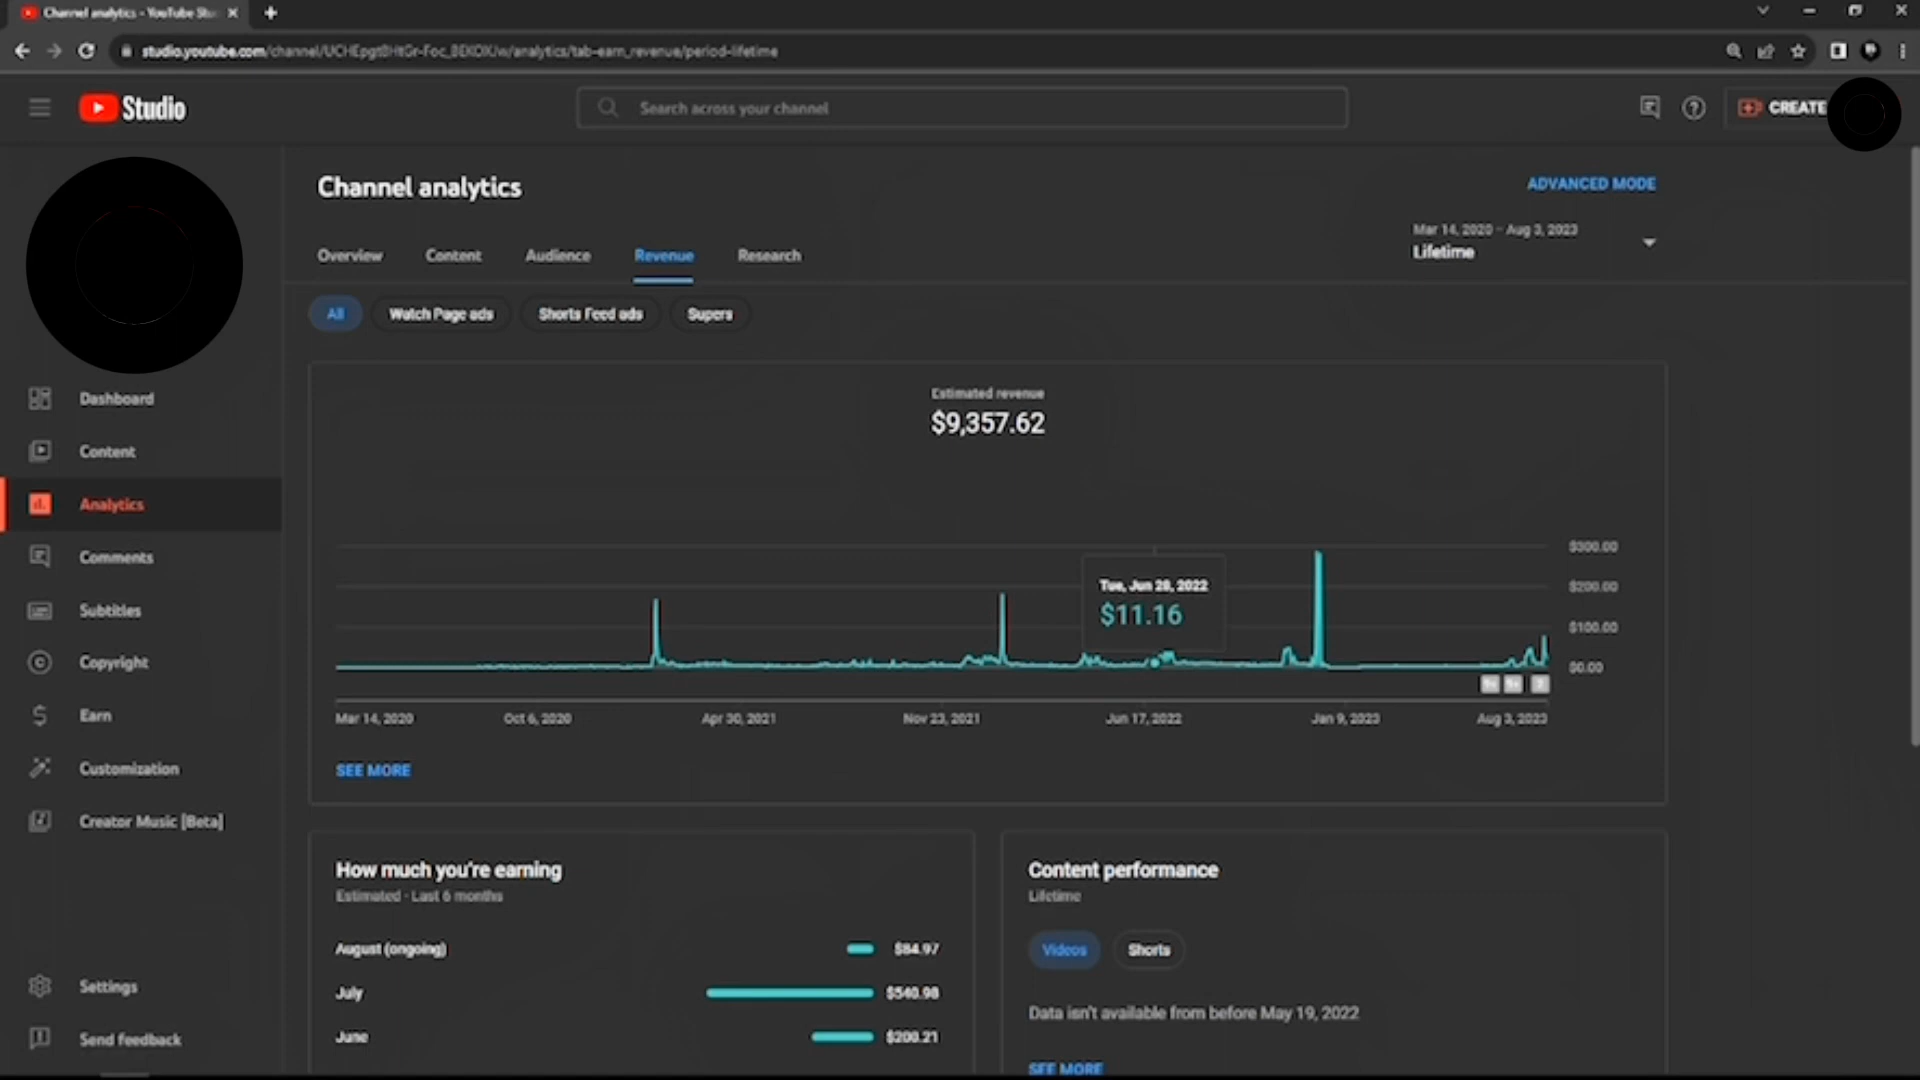 Channel analytics - YouTube Stu
studio.youtube.com
/analytics/tab-earn_revenue/period-lifetime
Studio
Search across your channel
CREATE
Channel analytics
ADVANCED MODE
Mar 14, 2020 - Aug 3, 2023
Lifetime
Overview
Content
Audience
Revenue
Research
All
Watch Page ads
Shorts Feed ads
Supers
Dashboard
Content
Analytics
Comments
Subtitles
Copyright
Earn
Customization
Creator Music [Beta]
Settings
Send feedback
Estimated revenue
$9,357.62
Tue, Jun 28, 2022
$11.16
$300.00
$200.00
$100.00
$0.00
Mar 14, 2020
Oct 6, 2020
Apr 30, 2021
Nov 23, 2021
Jun 17, 2022
Jan 9, 2023
Aug 3, 2023
SEE MORE
How much you're earning
Estimated · Last 6 months
August (ongoing)
$84.97
July
$540.98
June
$200.21
Content performance
Lifetime
Videos
Shorts
Data isn't available from before May 19, 2022
SEE MORE